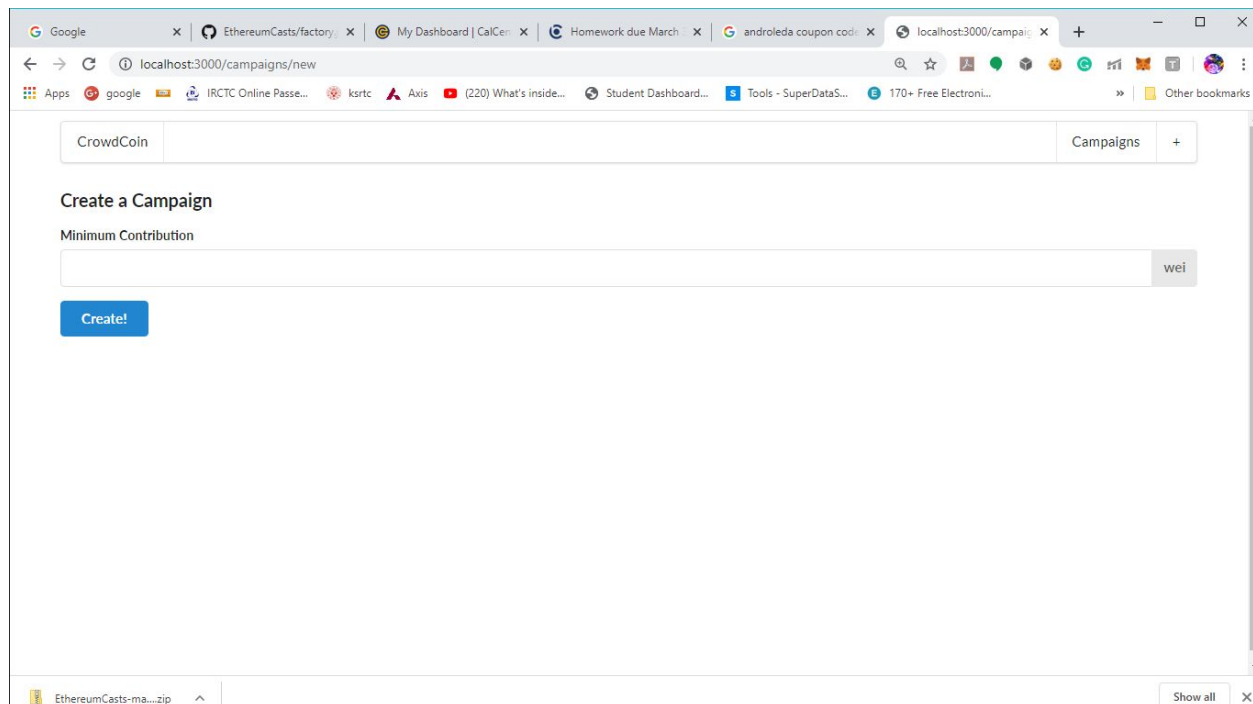 Google
EthereumCasts/factory.
My Dashboard | CalCen
Homework due March
androleda coupon code
localhost:3000/campaig
localhost:3000/campaigns/new
Apps google IRCTC Online Passe... ksrtc Axis (220) What's inside... Student Dashboard... Tools - SuperDataS... 170+ Free Electroni... » Other bookmarks
CrowdCoin Campaigns +
Create a Campaign
Minimum Contribution
wei
Create!
EthereumCasts-ma....zip Show all